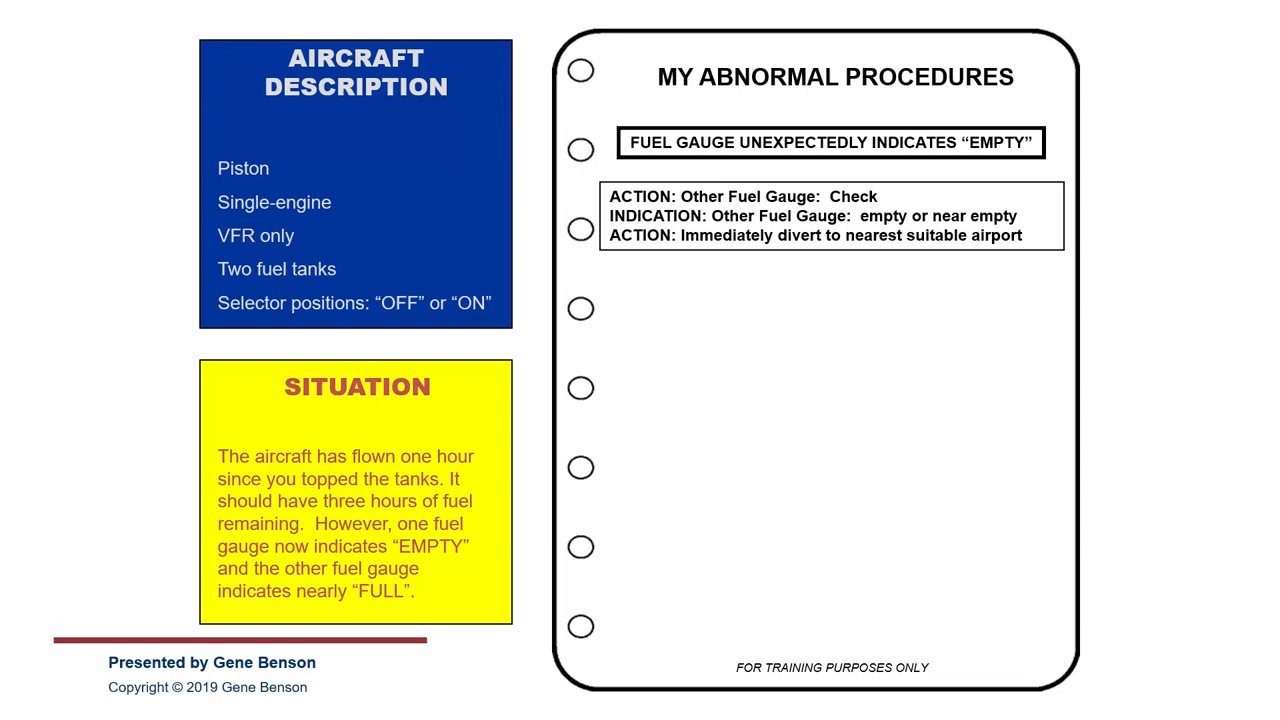 AIRCRAFT
DESCRIPTION
Piston
Single-engine
VFR only
Two fuel tanks
Selector positions: “OFF” or “ON”
SITUATION
The aircraft has flown one hour
since you topped the tanks. It
should have three hours of fuel
remaining.  However, one fuel
gauge now indicates “EMPTY”
and the other fuel gauge
indicates nearly “FULL”.
Presented by Gene Benson
Copyright © 2019 Gene Benson
MY ABNORMAL PROCEDURES
FUEL GAUGE UNEXPECTEDLY INDICATES “EMPTY”
ACTION: Other Fuel Gauge:  Check
INDICATION: Other Fuel Gauge:  empty or near empty
ACTION: Immediately divert to nearest suitable airport
FOR TRAINING PURPOSES ONLY